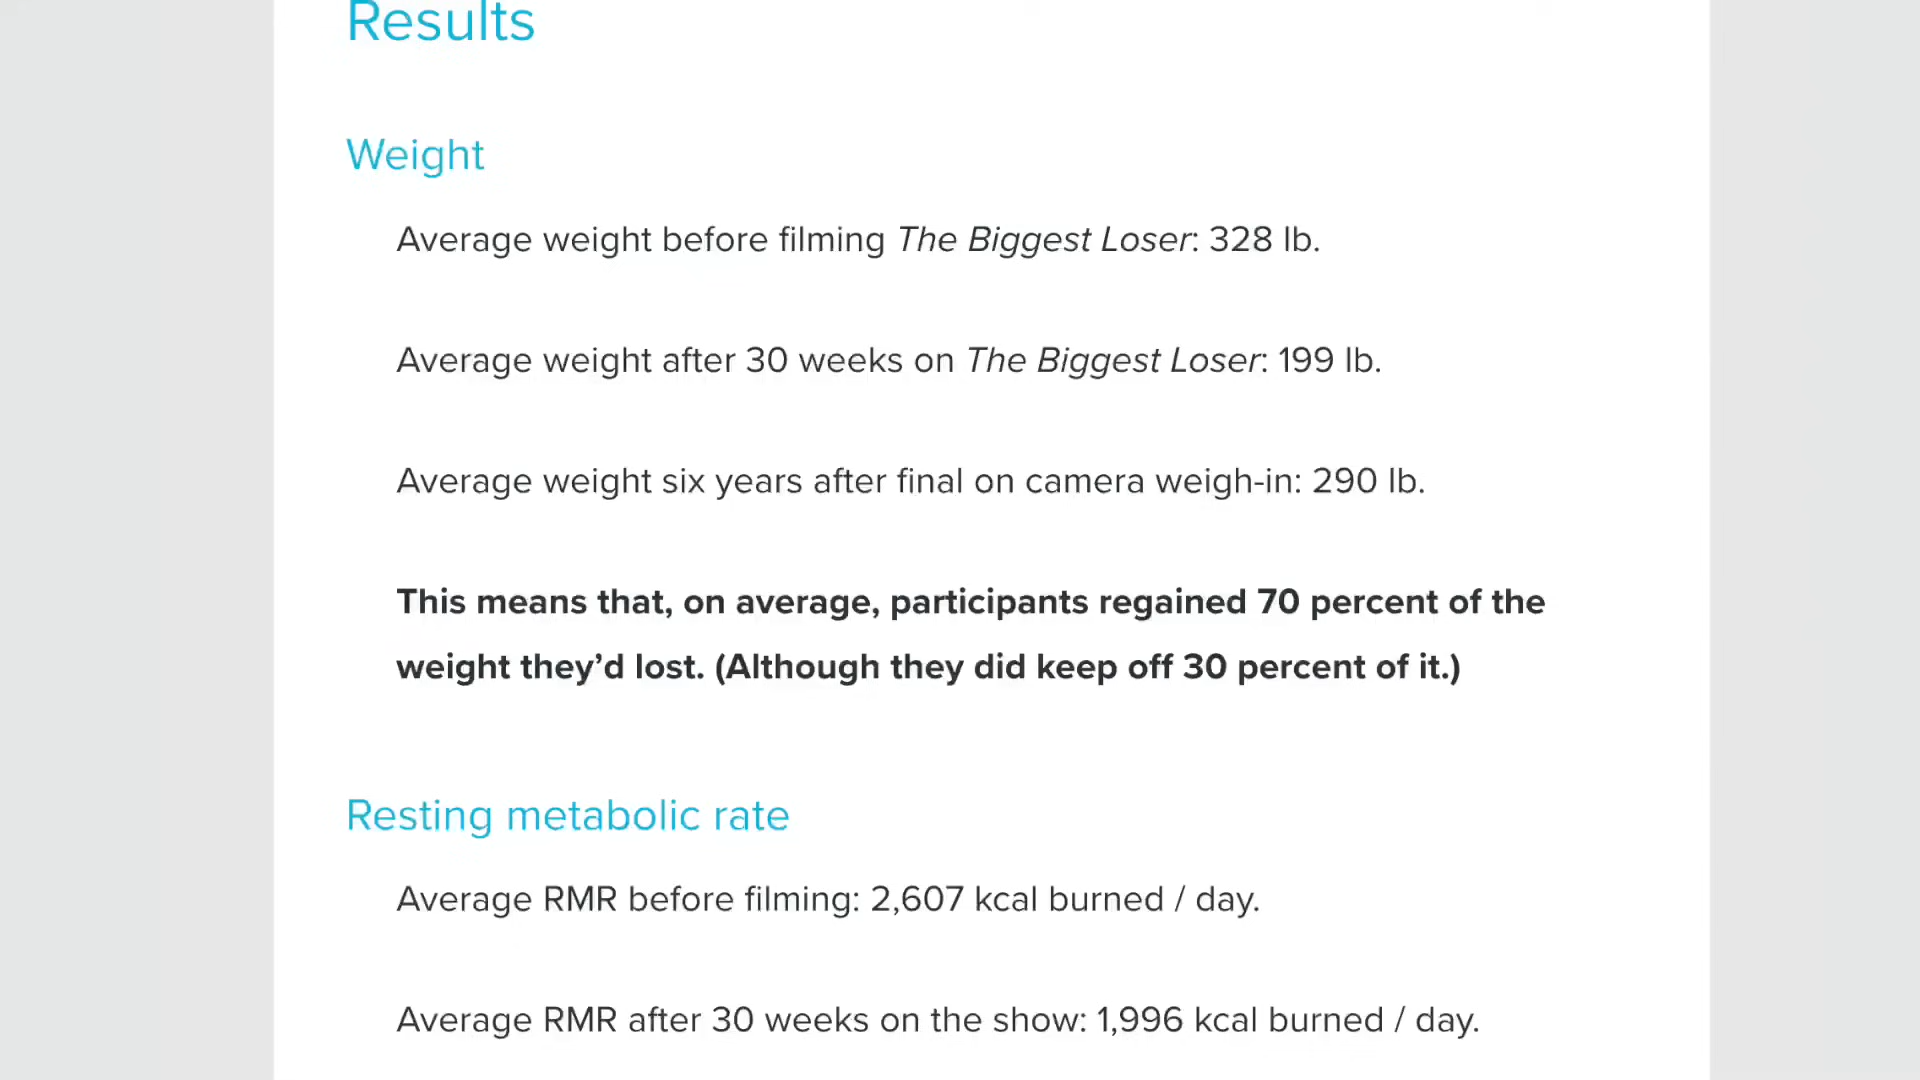 Results
Weight
Average weight before filming The Biggest Loser: 328 lb.
Average weight after 30 weeks on The Biggest Loser: 199 lb.
Average weight six years after final on camera weigh-in: 290 lb.
This means that, on average, participants regained 70 percent of the
weight they’d lost. (Although they did keep off 30 percent of it.)
Resting metabolic rate
Average RMR before filming: 2,607 kcal burned / day.
Average RMR after 30 weeks on the show: 1,996 kcal burned / day.